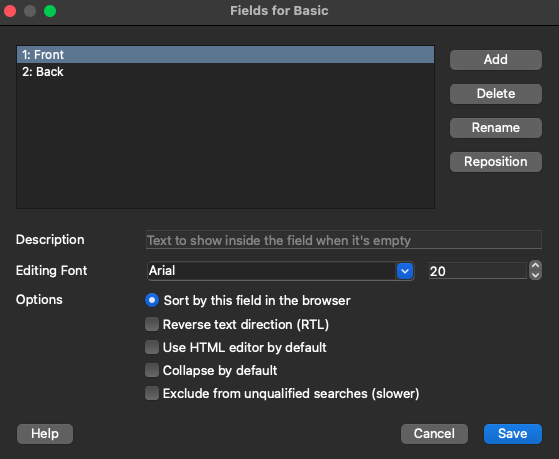 Fields for Basic
1: Front
2: Back
Add
Delete
Rename
Reposition
Description Text to show inside the field when it's empty
Editing Font Arial 20
Options Sort by this field in the browser
Reverse text direction (RTL)
Use HTML editor by default
Collapse by default
Exclude from unqualified searches (slower)
Help Cancel Save